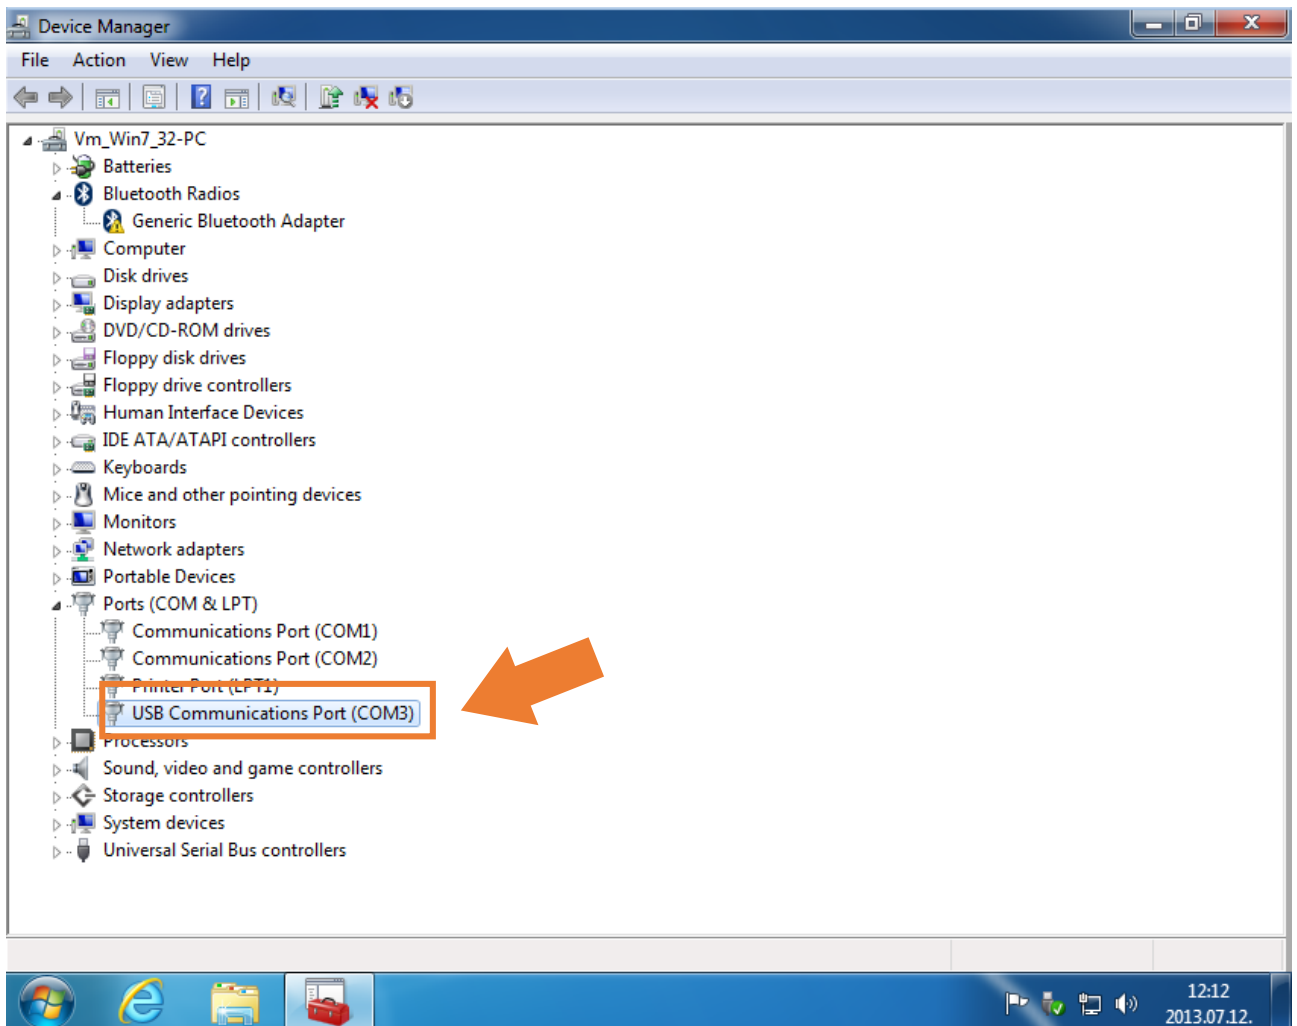 Device Manager
File Action View Help
Vm_Win7_32-PC
Batteries
Bluetooth Radios
Generic Bluetooth Adapter
Computer
Disk drives
Display adapters
DVD/CD-ROM drives
Floppy disk drives
Floppy drive controllers
Human Interface Devices
IDE ATA/ATAPI controllers
Keyboards
Mice and other pointing devices
Monitors
Network adapters
Portable Devices
Ports (COM & LPT)
Communications Port (COM1)
Communications Port (COM2)
Printer Port (LPT1)
USB Communications Port (COM3)
Processors
Sound, video and game controllers
Storage controllers
System devices
Universal Serial Bus controllers
12:12
2013.07.12.